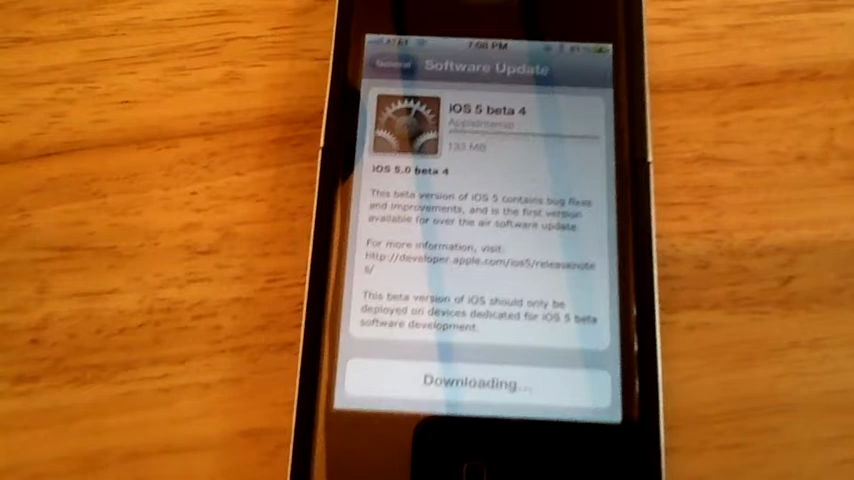 AT&T 7:08 PM
General Software Update
iOS 5 beta 4
133 MB
iOS 5.0 beta 4
This beta version of iOS 5 contains bug fixes
and improvements, and is the first version
available for over the air software update.
For more information, visit:
http://developer.apple.com/ios5/releasenote
s/
This beta version of iOS should only be
deployed on devices dedicated for iOS 5 beta
software development.
Downloading...